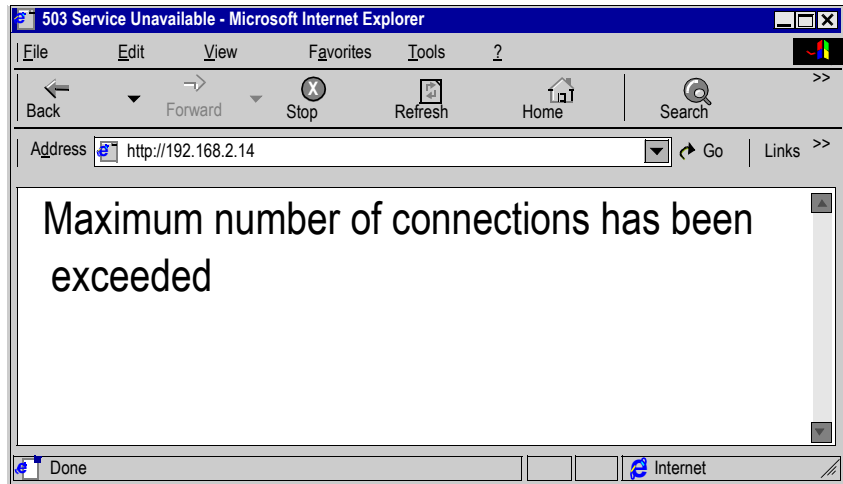 503 Service Unavailable - Microsoft Internet Explorer
File Edit View Favorites Tools ?
Back Forward Stop Refresh Home Search >>
Address http://192.168.2.14 Go Links >>
Maximum number of connections has been
exceeded
Done Internet